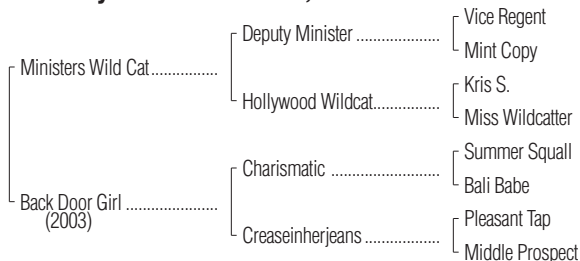 Vice Regent
Deputy Minister ..................
Mint Copy
Ministers Wild Cat................
Kris S.
Hollywood Wildcat................
Miss Wildcatter
Summer Squall
Charismatic ........................
Bali Babe
Back Door Girl ......................
(2003)
Pleasant Tap
Creaseinherjeans .................
Middle Prospect